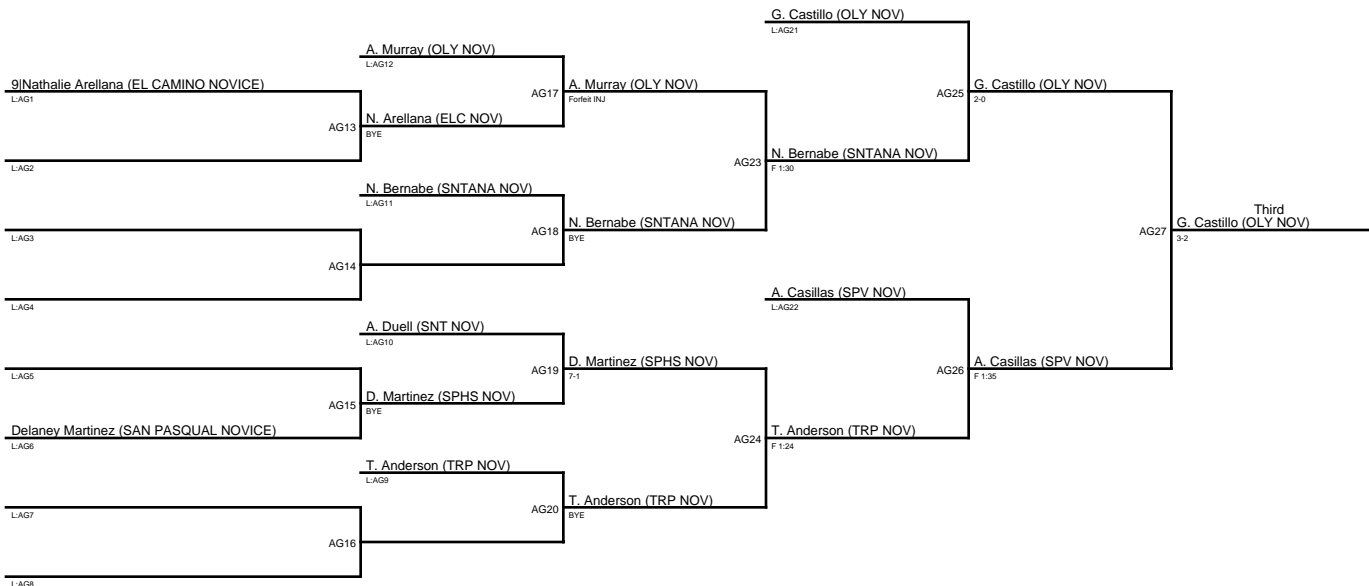 G. Castillo (OLY NOV)
L:AG21
A. Murray (OLY NOV)
L:AG12
9|Nathalie Arellana (EL CAMINO NOVICE)
L:AG1
AG17
A. Murray (OLY NOV)
Forfeit INJ
AG25
G. Castillo (OLY NOV)
2-0
AG13
N. Arellana (ELC NOV)
BYE
L:AG2
AG23
N. Bernabe (SNTANA NOV)
F 1:30
N. Bernabe (SNTANA NOV)
L:AG11
L:AG3
AG18
N. Bernabe (SNTANA NOV)
BYE
AG27
Third
G. Castillo (OLY NOV)
3-2
AG14
L:AG4
A. Casillas (SPV NOV)
L:AG22
A. Duell (SNT NOV)
L:AG10
L:AG5
AG19
D. Martinez (SPHS NOV)
7-1
AG26
A. Casillas (SPV NOV)
F 1:35
AG15
D. Martinez (SPHS NOV)
BYE
Delaney Martinez (SAN PASQUAL NOVICE)
L:AG6
AG24
T. Anderson (TRP NOV)
F 1:24
T. Anderson (TRP NOV)
L:AG9
L:AG7
AG20
T. Anderson (TRP NOV)
BYE
AG16
L:AG8